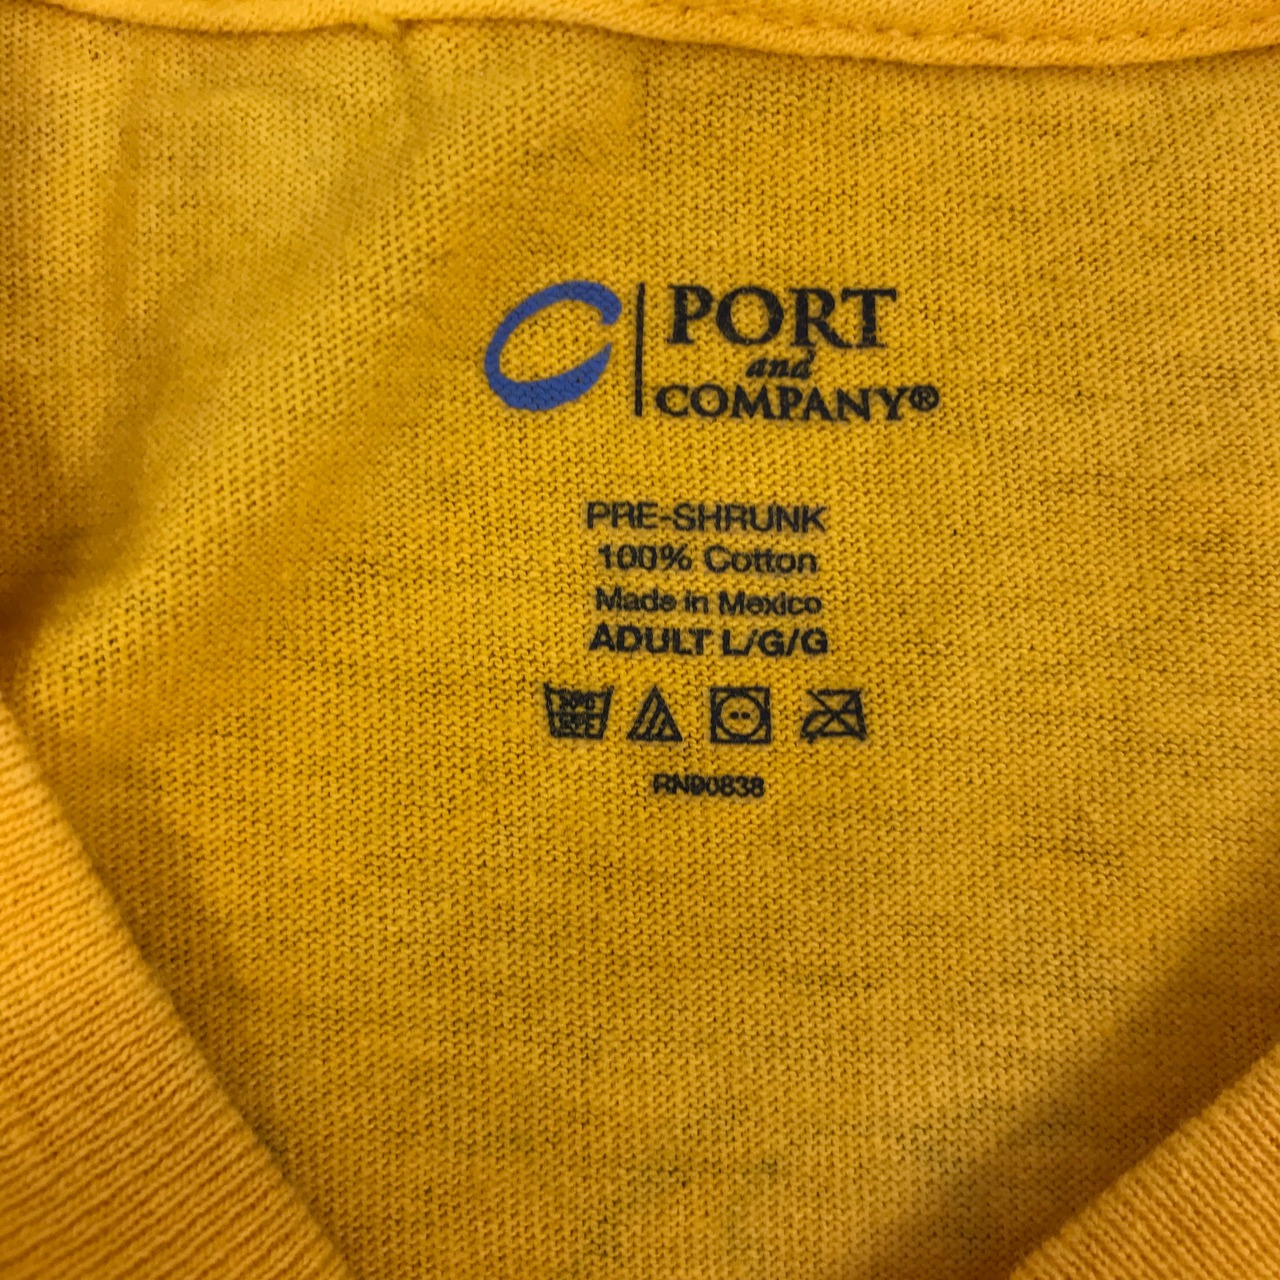 PORT
and
COMPANY®
PRE-SHRUNK
100% Cotton
Made in Mexico
ADULT L/G/G
RN90838